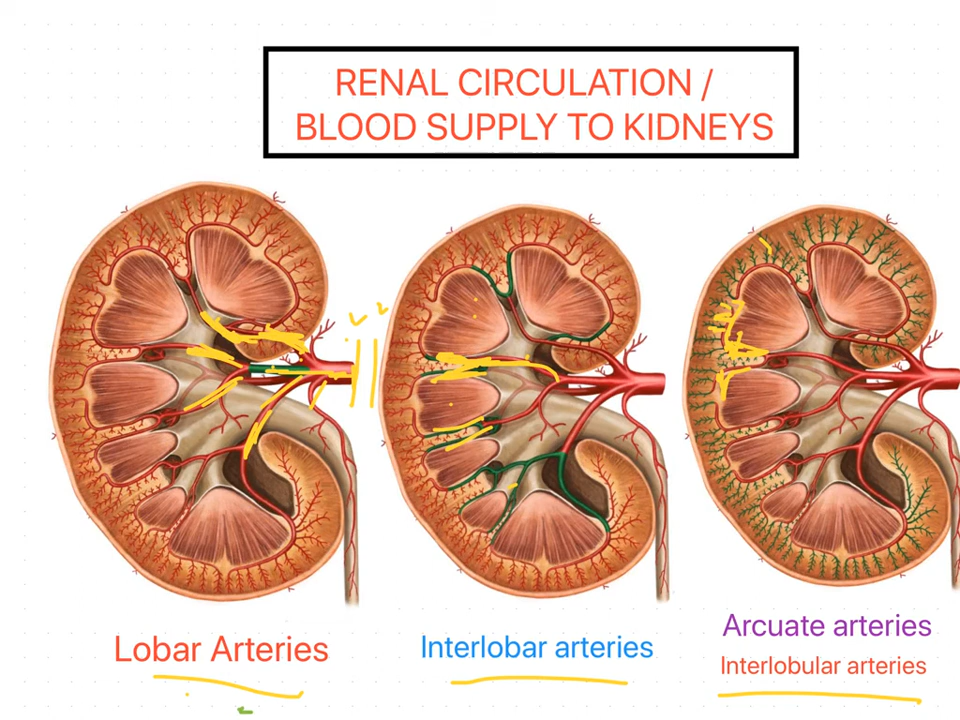 RENAL CIRCULATION /
BLOOD SUPPLY TO KIDNEYS
Lobar Arteries
Interlobar arteries
Arcuate arteries
Interlobular arteries